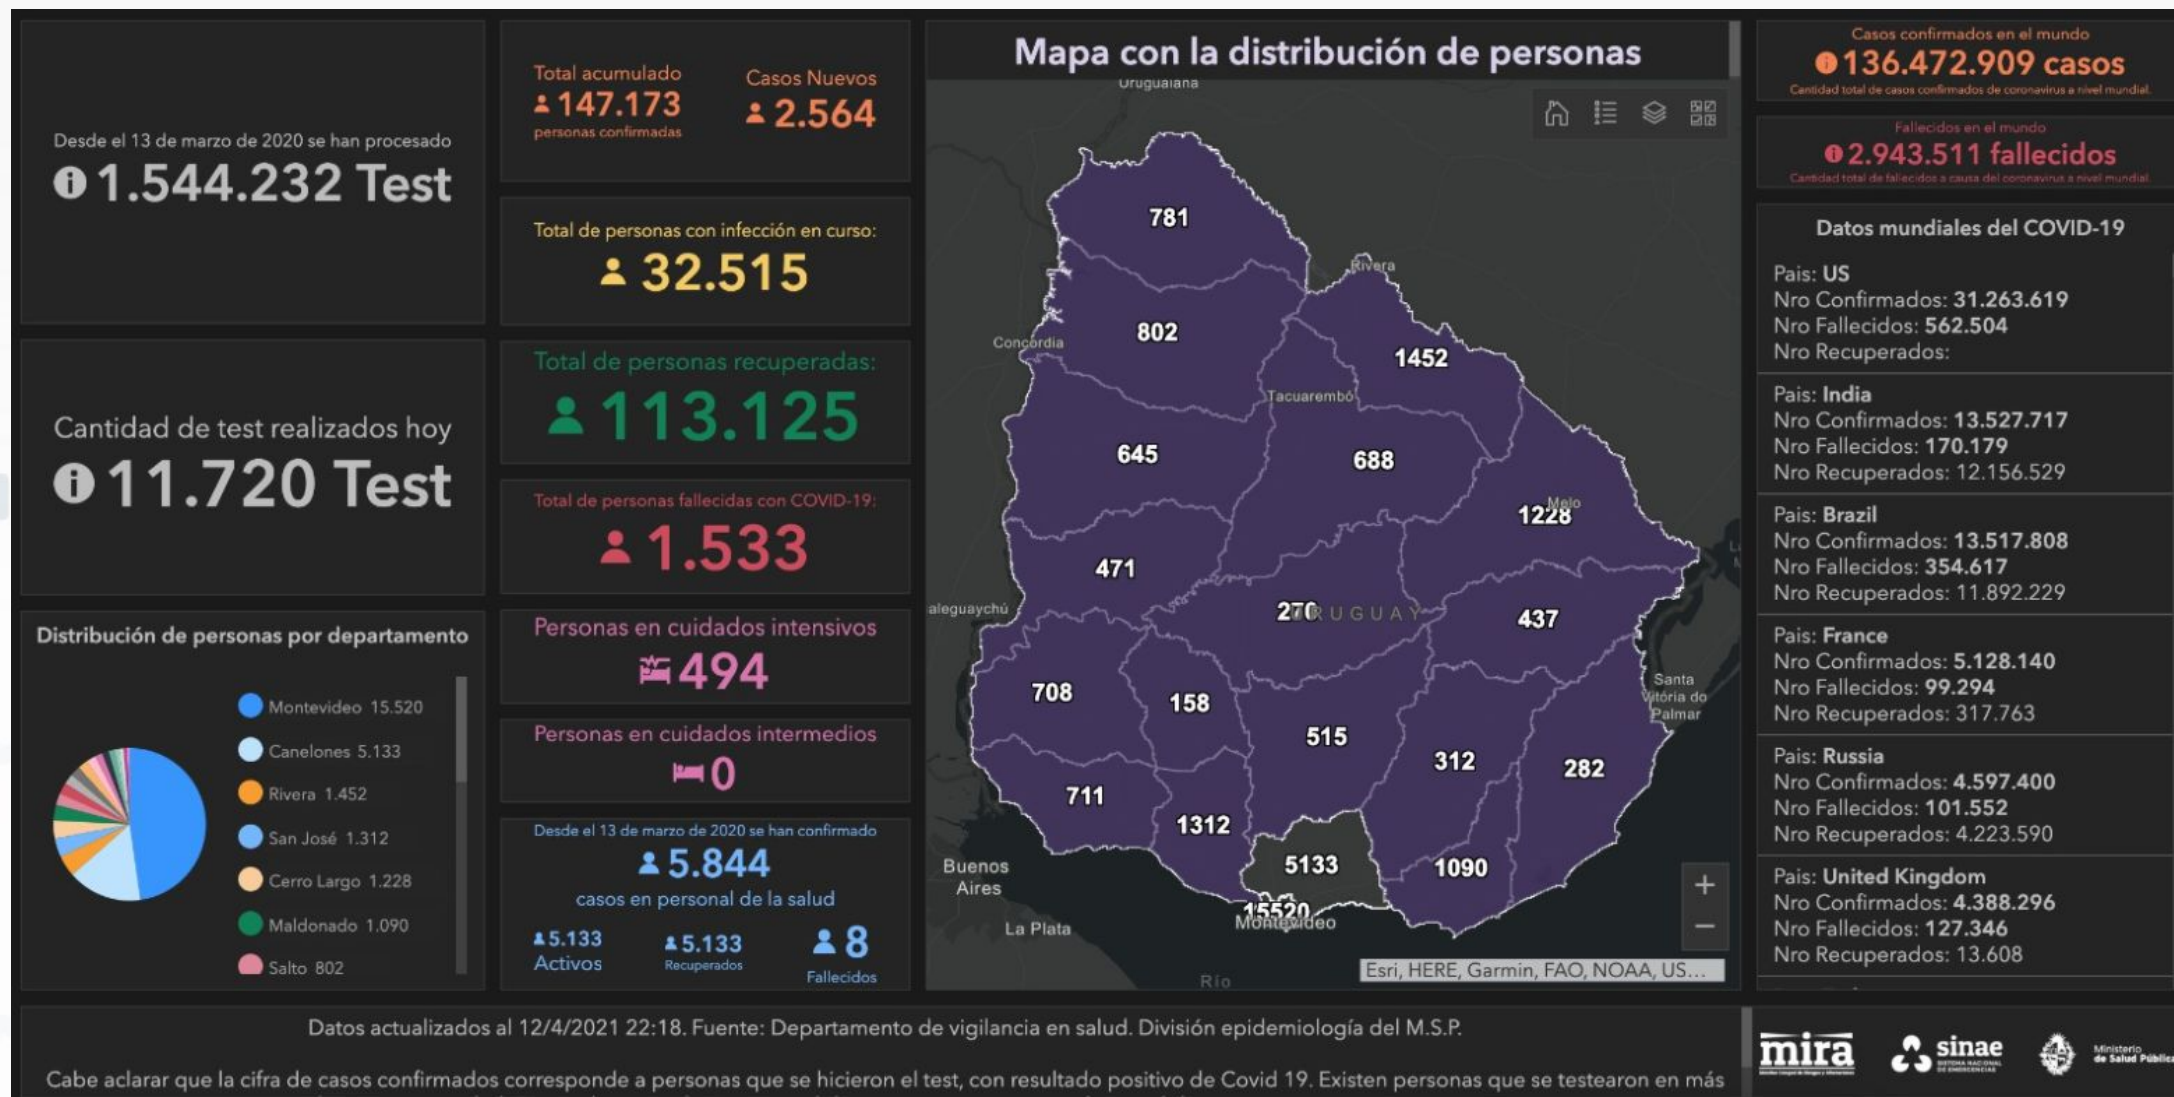 Desde el 13 de marzo de 2020 se han procesado
1.544.232 Test
Cantidad de test realizados hoy
11.720 Test
Distribución de personas por departamento
Montevideo 15.520
Canelones 5.133
Rivera 1.452
San José 1.312
Cerro Largo 1.228
Maldonado 1.090
Salto 802
Total acumulado
147.173
personas confirmadas
Casos Nuevos
2.564
Total de personas con infección en curso:
32.515
Total de personas recuperadas:
113.125
Total de personas fallecidas con COVID-19:
1.533
Personas en cuidados intensivos
494
Personas en cuidados intermedios
0
Desde el 13 de marzo de 2020 se han confirmado
5.844
casos en personal de la salud
5.133
Activos
5.133
Recuperados
8
Fallecidos
Mapa con la distribución de personas
Uruguaiana
781
Rivera
802
Concordia
1452
Tacuarembó
645
688
Melo
1228
471
270
URUGUAY
aleguaychú
437
708
158
Santa
Vitória do
Palmar
515
312
282
711
1312
5133
1090
Buenos
Aires
15520
Montevideo
La Plata
Río
+
−
Esri, HERE, Garmin, FAO, NOAA, US...
Casos confirmados en el mundo
136.472.909 casos
Cantidad total de casos confirmados de coronavirus a nivel mundial.
Fallecidos en el mundo
2.943.511 fallecidos
Cantidad total de fallecidos a causa del coronavirus a nivel mundial.
Datos mundiales del COVID-19
Pais: US
Nro Confirmados: 31.263.619
Nro Fallecidos: 562.504
Nro Recuperados:
Pais: India
Nro Confirmados: 13.527.717
Nro Fallecidos: 170.179
Nro Recuperados: 12.156.529
Pais: Brazil
Nro Confirmados: 13.517.808
Nro Fallecidos: 354.617
Nro Recuperados: 11.892.229
Pais: France
Nro Confirmados: 5.128.140
Nro Fallecidos: 99.294
Nro Recuperados: 317.763
Pais: Russia
Nro Confirmados: 4.597.400
Nro Fallecidos: 101.552
Nro Recuperados: 4.223.590
Pais: United Kingdom
Nro Confirmados: 4.388.296
Nro Fallecidos: 127.346
Nro Recuperados: 13.608
Datos actualizados al 12/4/2021 22:18. Fuente: Departamento de vigilancia en salud. División epidemiología del M.S.P.
Cabe aclarar que la cifra de casos confirmados corresponde a personas que se hicieron el test, con resultado positivo de Covid 19. Existen personas que se testearon en más
mira
sinae
SISTEMA NACIONAL
DE EMERGENCIAS
Ministerio
de Salud Pública